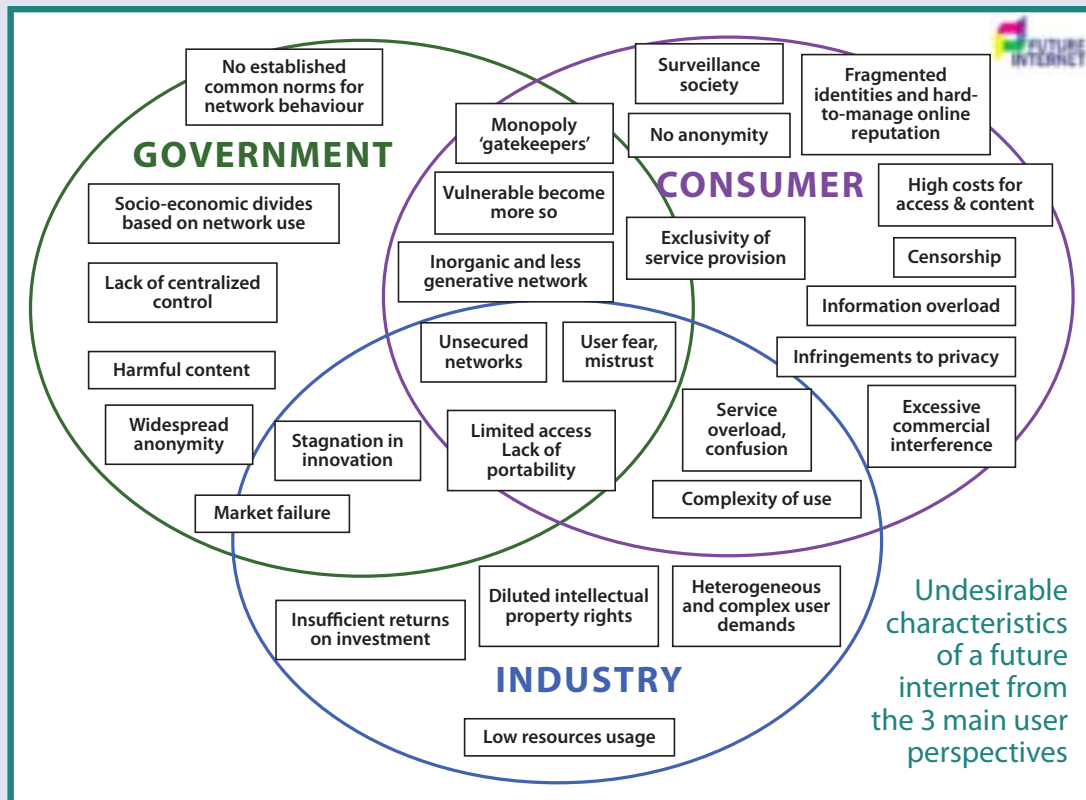 FUTURE
INTERNET
No established
common norms for
network behaviour
Surveillance
society
Fragmented
identities and hard-
to-manage online
reputation
Monopoly
‘gatekeepers’
No anonymity
GOVERNMENT
CONSUMER
Vulnerable become
more so
High costs for
access & content
Socio-economic divides
based on network use
Exclusivity of
service provision
Censorship
Inorganic and less
generative network
Lack of centralized
control
Information overload
Unsecured
networks
User fear,
mistrust
Infringements to privacy
Harmful content
Widespread
anonymity
Stagnation in
innovation
Limited access
Lack of
portability
Service
overload,
confusion
Excessive
commercial
interference
Market failure
Complexity of use
Insufficient returns
on investment
Diluted intellectual
property rights
Heterogeneous
and complex user
demands
INDUSTRY
Low resources usage
Undesirable
characteristics
of a future
internet from
the 3 main user
perspectives